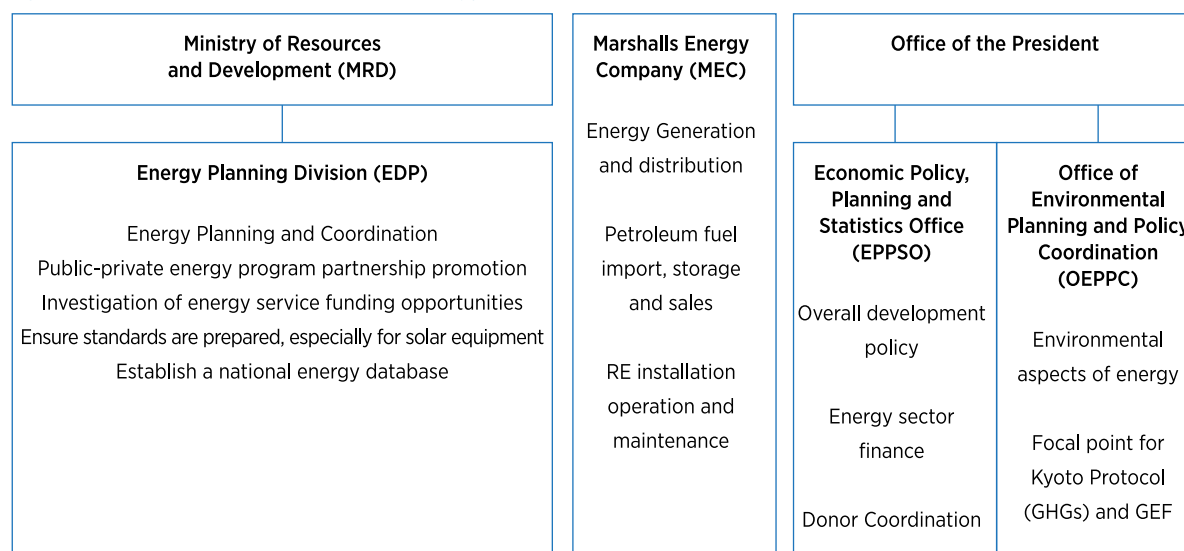 Ministry of Resources
and Development (MRD)
Energy Planning Division (EDP)
Energy Planning and Coordination
Public-private energy program partnership promotion
Investigation of energy service funding opportunities
Ensure standards are prepared, especially for solar equipment
Establish a national energy database
Marshalls Energy
Company (MEC)
Energy Generation
and distribution
Petroleum fuel
import, storage
and sales
RE installation
operation and
maintenance
Office of the President
Economic Policy,
Planning and
Statistics Office
(EPPSO)
Overall development
policy
Energy sector
finance
Donor Coordination
Office of
Environmental
Planning and Policy
Coordination
(OEPPC)
Environmental
aspects of energy
Focal point for
Kyoto Protocol
(GHGs) and GEF